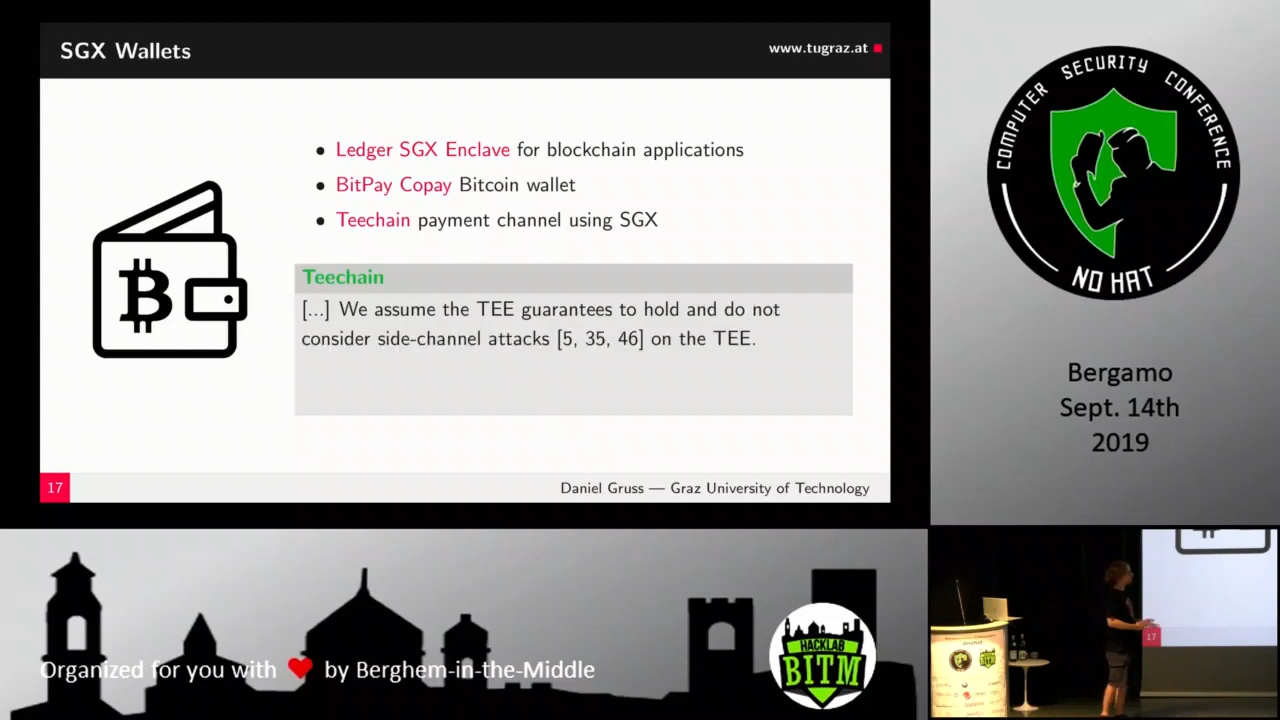 SGX Wallets
www.tugraz.at
• Ledger SGX Enclave for blockchain applications
• BitPay Copay Bitcoin wallet
• Teechain payment channel using SGX
Teechain
[...] We assume the TEE guarantees to hold and do not
consider side-channel attacks [5, 35, 46] on the TEE.
17
Daniel Gruss — Graz University of Technology
COMPUTER SECURITY CONFERENCE
NO HAT
Bergamo
Sept. 14th
2019
Organized for you with ❤ by Berghem-in-the-Middle
HACKLAB
BITM
17